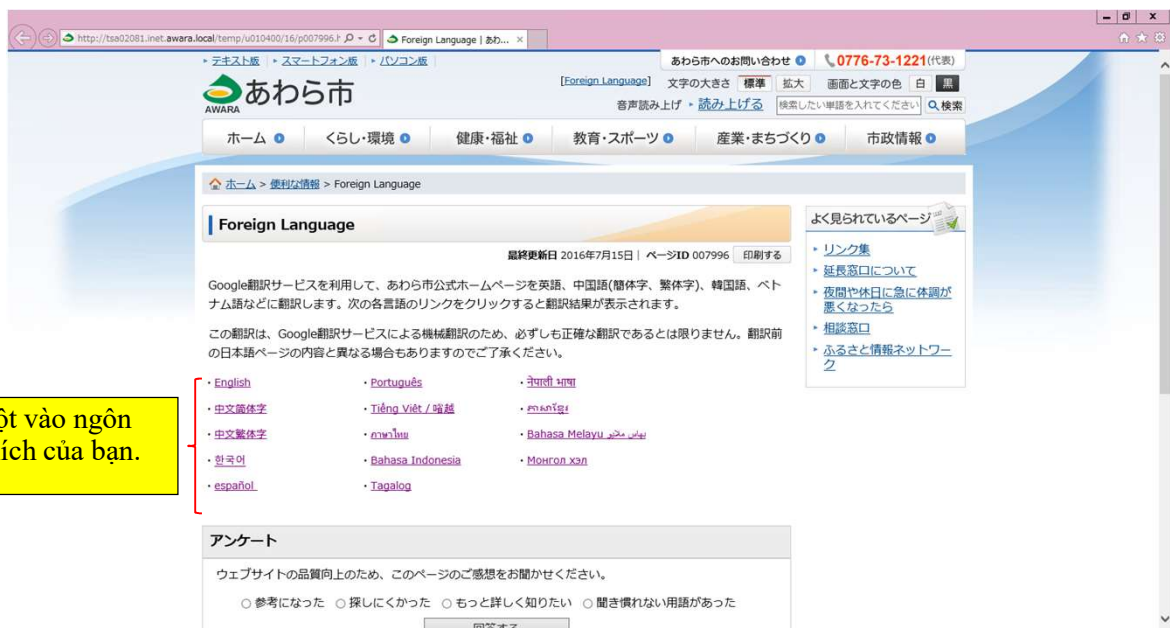 http://tsa02081.inet.awara.local/temp/u010400/16/p007996.h
Foreign Language | あわ...
テキスト版 スマートフォン版 パソコン版
あわら市へのお問い合わせ
0776-73-1221(代表)
あわら市
AWARA
[Foreign Language] 文字の大きさ 標準 拡大 画面と文字の色 白 黒
音声読み上げ 読み上げる 検索したい単語を入れてください 検索
ホーム くらし・環境 健康・福祉 教育・スポーツ 産業・まちづくり 市政情報
ホーム > 便利な情報 > Foreign Language
Foreign Language
最終更新日 2016年7月15日| ページID 007996 印刷する
Google翻訳サービスを利用して、あわら市公式ホームページを英語、中国語(簡体字、繁体字)、韓国語、ベト
ナム語などに翻訳します。次の各言語のリンクをクリックすると翻訳結果が表示されます。
この翻訳は、Google翻訳サービスによる機械翻訳のため、必ずしも正確な翻訳であるとは限りません。翻訳前
の日本語ページの内容と異なる場合もありますのでご了承ください。
・English ・Português ・नेपाली भाषा
・中文简体字 ・Tiếng Việt / 㗂越 ・ភាសាខ្មែរ
・中文繁体字 ・ภาษาไทย ・Bahasa Melayu بهاس ملايو
・한국어 ・Bahasa Indonesia ・Монгол хэл
・español ・Tagalog
ột vào ngôn
ích của bạn.
よく見られているページ
リンク集
延長窓口について
夜間や休日に急に体調が
悪くなったら
相談窓口
ふるさと情報ネットワー
ク
アンケート
ウェブサイトの品質向上のため、このページのご感想をお聞かせください。
参考になった 探しにくかった もっと詳しく知りたい 聞き慣れない用語があった
回答する